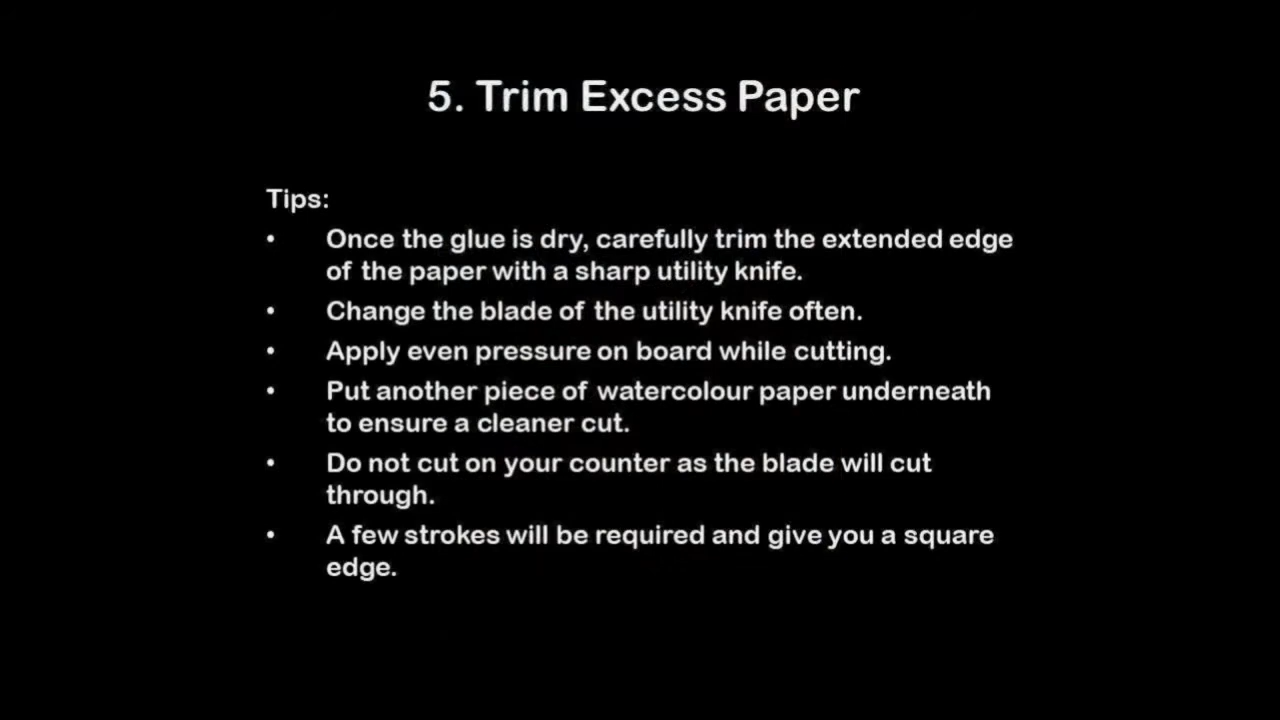 5. Trim Excess Paper
Tips:
• Once the glue is dry, carefully trim the extended edge
of the paper with a sharp utility knife.
• Change the blade of the utility knife often.
• Apply even pressure on board while cutting.
• Put another piece of watercolour paper underneath
to ensure a cleaner cut.
• Do not cut on your counter as the blade will cut
through.
• A few strokes will be required and give you a square
edge.